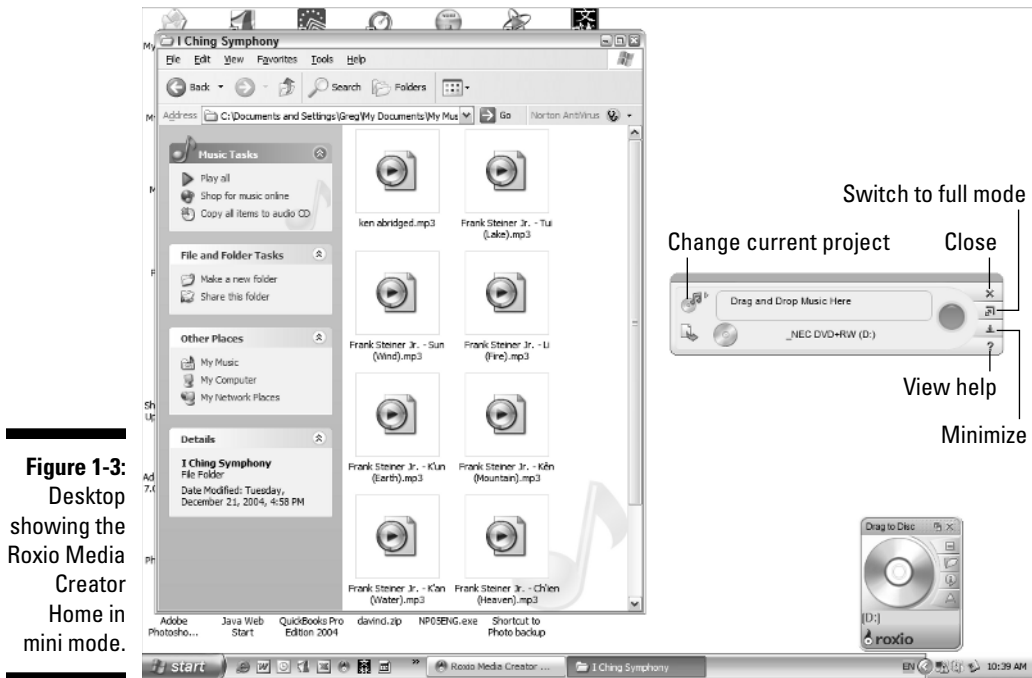 I Ching Symphony
File Edit View Favorites Tools Help
Back Search Folders
Address C:\Documents and Settings\Greg\My Documents\My Mus Go Norton AntiVirus
Music Tasks
Play all
Shop for music online
Copy all items to audio CD
File and Folder Tasks
Make a new folder
Share this folder
Other Places
My Music
My Computer
My Network Places
Details
I Ching Symphony
File Folder
Date Modified: Tuesday,
December 21, 2004, 4:58 PM
ken abridged.mp3
Frank Steiner Jr. - Tui
(Lake).mp3
Frank Steiner Jr. - Sun
(Wind).mp3
Frank Steiner Jr. - Li
(Fire).mp3
Frank Steiner Jr. - K'un
(Earth).mp3
Frank Steiner Jr. - Kên
(Mountain).mp3
Frank Steiner Jr. - K'an
(Water).mp3
Frank Steiner Jr. - Ch'ien
(Heaven).mp3
Switch to full mode
Change current project
Close
Drag and Drop Music Here
_NEC DVD+RW (D:)
?
View help
Minimize
Drag to Disc
[D:]
roxio
My
Sh
Up
Ad
7.0
Ph
Adobe
Photosho...
Java Web
Start
QuickBooks Pro
Edition 2004
davinci.zip
NP05ENG.exe
Shortcut to
Photo backup
start
Roxio Media Creator ...
I Ching Symphony
EN
10:39 AM
Figure 1-3:
Desktop
showing the
Roxio Media
Creator
Home in
mini mode.